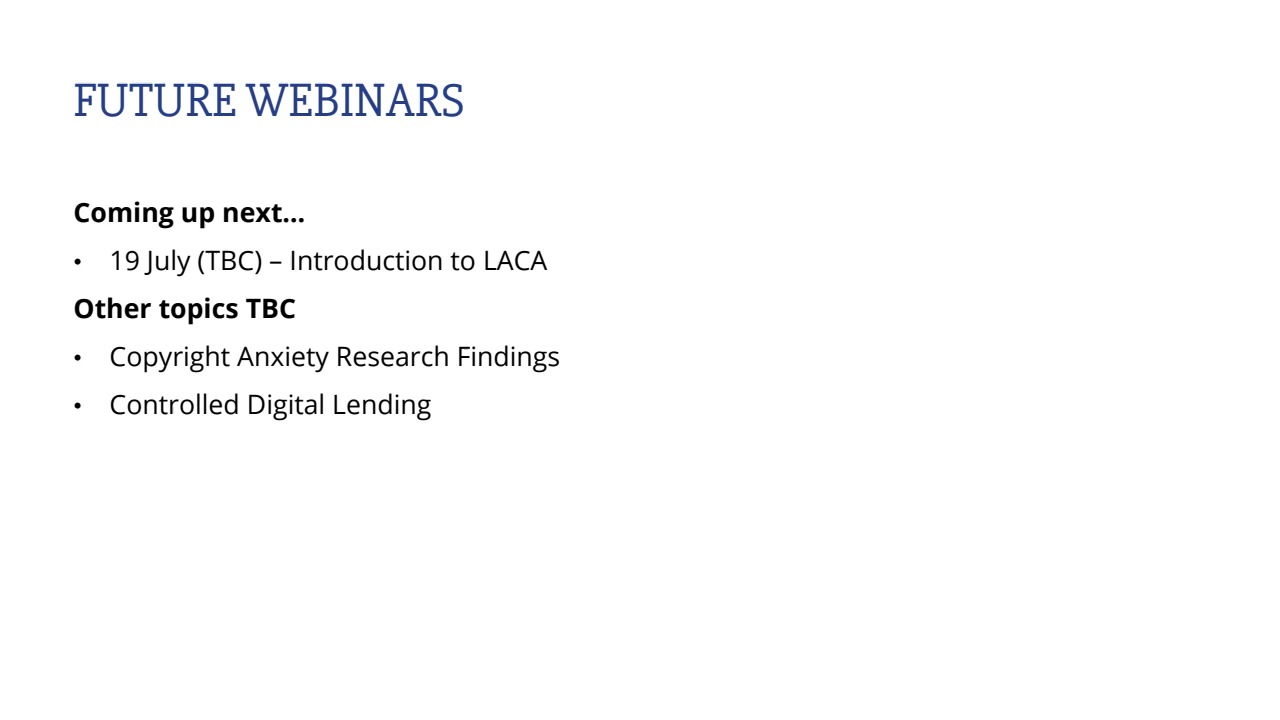 FUTURE WEBINARS
Coming up next…
• 19 July (TBC) – Introduction to LACA
Other topics TBC
• Copyright Anxiety Research Findings
• Controlled Digital Lending